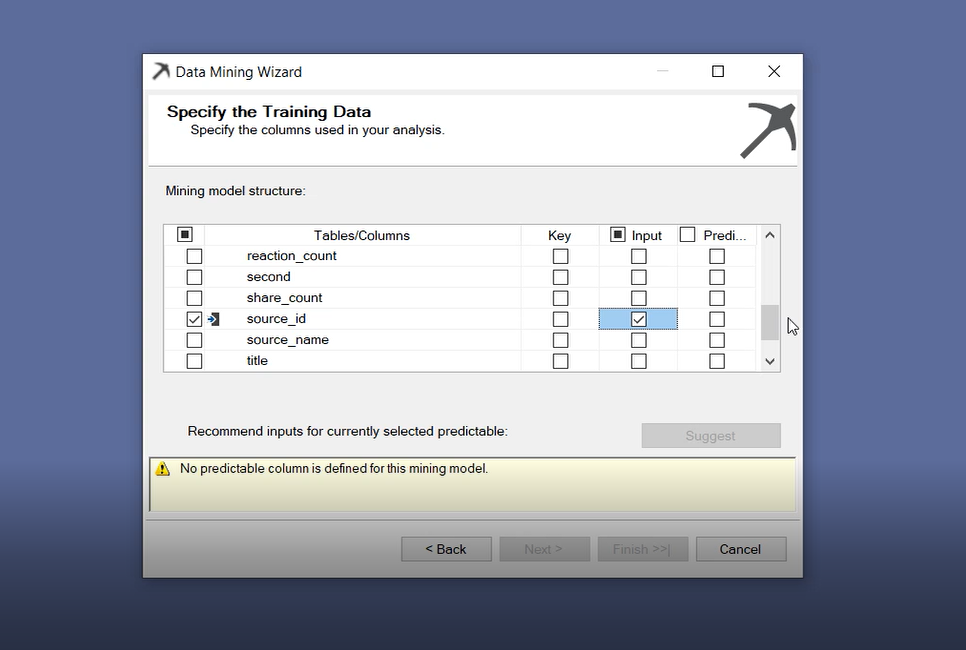 Data Mining Wizard
Specify the Training Data
Specify the columns used in your analysis.
Mining model structure:
Tables/Columns Key Input Predi...
reaction_count
second
share_count
source_id
source_name
title
Recommend inputs for currently selected predictable:
Suggest
No predictable column is defined for this mining model.
< Back Next > Finish >>| Cancel